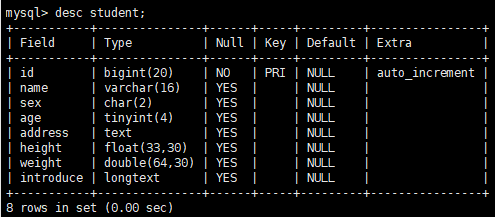 mysql> desc student;
+-----------+---------------+------+-----+---------+----------------+
| Field     | Type          | Null | Key | Default | Extra          |
+-----------+---------------+------+-----+---------+----------------+
| id        | bigint(20)    | NO   | PRI | NULL    | auto_increment |
| name      | varchar(16)   | YES  |     | NULL    |                |
| sex       | char(2)       | YES  |     | NULL    |                |
| age       | tinyint(4)    | YES  |     | NULL    |                |
| address   | text          | YES  |     | NULL    |                |
| height    | float(33,30)  | YES  |     | NULL    |                |
| weight    | double(64,30) | YES  |     | NULL    |                |
| introduce | longtext      | YES  |     | NULL    |                |
+-----------+---------------+------+-----+---------+----------------+
8 rows in set (0.00 sec)